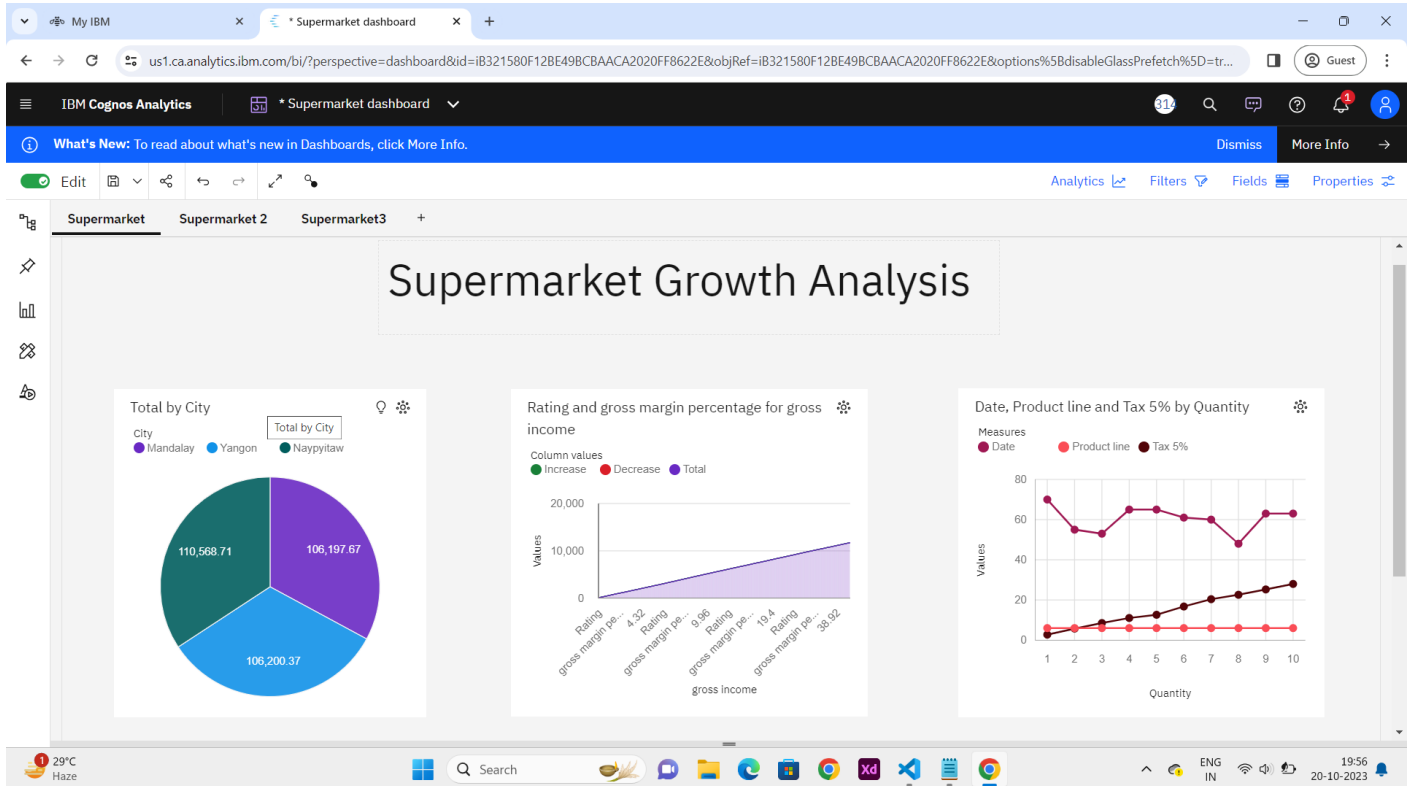 My IBM
* Supermarket dashboard
us1.ca.analytics.ibm.com/bi/?perspective=dashboard&id=iB321580F12BE49BCBAACA2020FF8622E&objRef=iB321580F12BE49BCBAACA2020FF8622E&options%5BdisableGlassPrefetch%5D=tr...
Guest
IBM Cognos Analytics
* Supermarket dashboard
314
1
What's New: To read about what's new in Dashboards, click More Info.
Dismiss
More Info
Edit
Analytics
Filters
Fields
Properties
Supermarket
Supermarket 2
Supermarket3
Supermarket Growth Analysis
Total by City
City
Total by City
Mandalay
Yangon
Naypyitaw
110,568.71
106,197.67
106,200.37
Rating and gross margin percentage for gross
income
Column values
Increase
Decrease
Total
20,000
10,000
0
Values
Rating
gross margin pe...
4.32
Rating
gross margin pe...
9.96
Rating
gross margin pe...
19.4
Rating
gross margin pe...
38.92
gross income
Date, Product line and Tax 5% by Quantity
Measures
Date
Product line
Tax 5%
80
60
40
20
0
Values
1 2 3 4 5 6 7 8 9 10
Quantity
1
29°C
Haze
Search
Xd
ENG
IN
19:56
20-10-2023